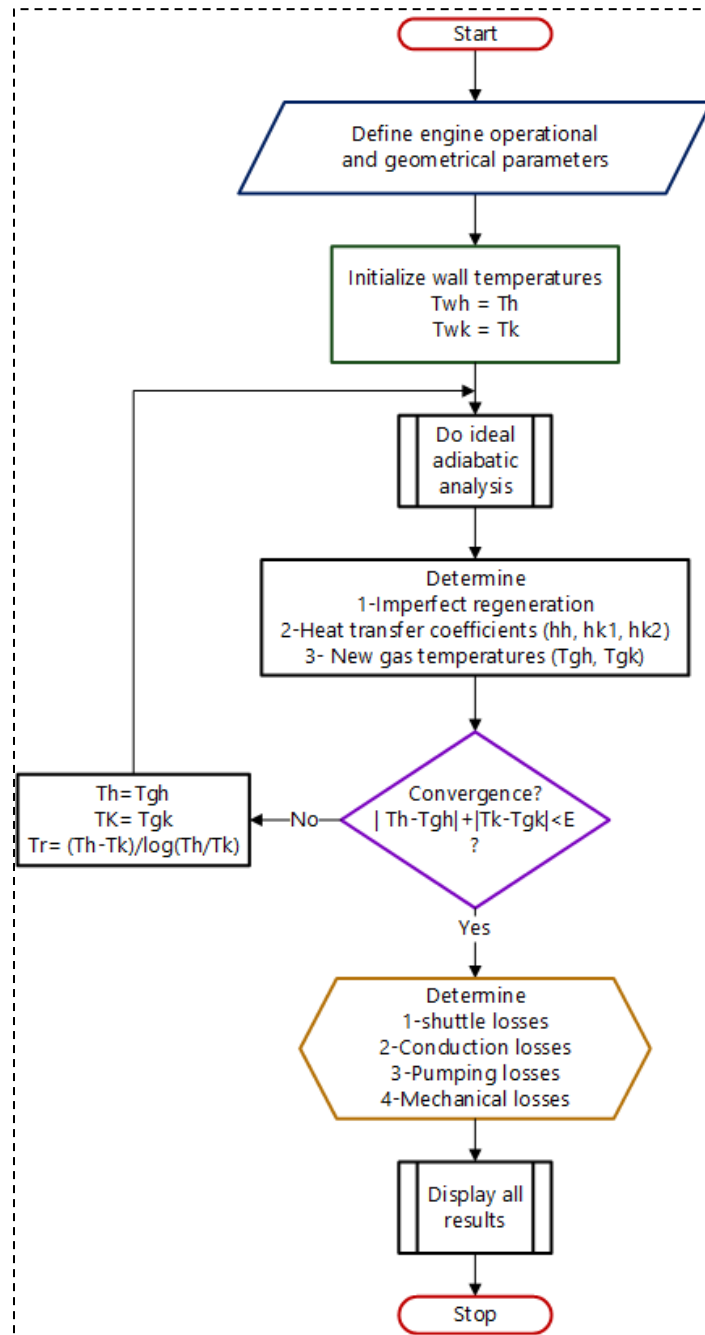 Start
Define engine operational
and geometrical parameters
Initialize wall temperatures
Twh = Th
Twk = Tk
Do ideal
adiabatic
analysis
Determine
1-Imperfect regeneration
2-Heat transfer coefficients (hh, hk1, hk2)
3- New gas temperatures (Tgh, Tgk)
Convergence?
| Th-Tgh|+|Tk-Tgk|<E
?
No
Th=Tgh
TK= Tgk
Tr= (Th-Tk)/log(Th/Tk)
Yes
Determine
1-shuttle losses
2-Conduction losses
3-Pumping losses
4-Mechanical losses
Display all
results
Stop